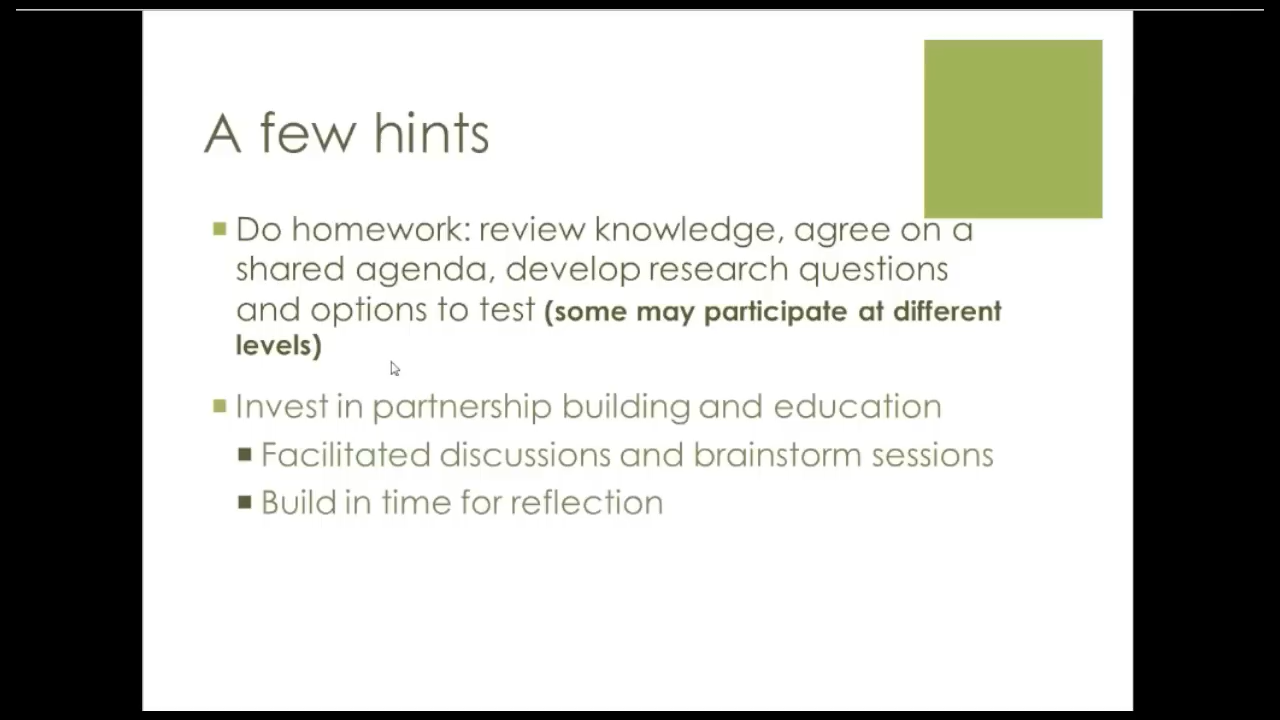 A few hints
Do homework: review knowledge, agree on a
shared agenda, develop research questions
and options to test (some may participate at different
levels)
Invest in partnership building and education
Facilitated discussions and brainstorm sessions
Build in time for reflection